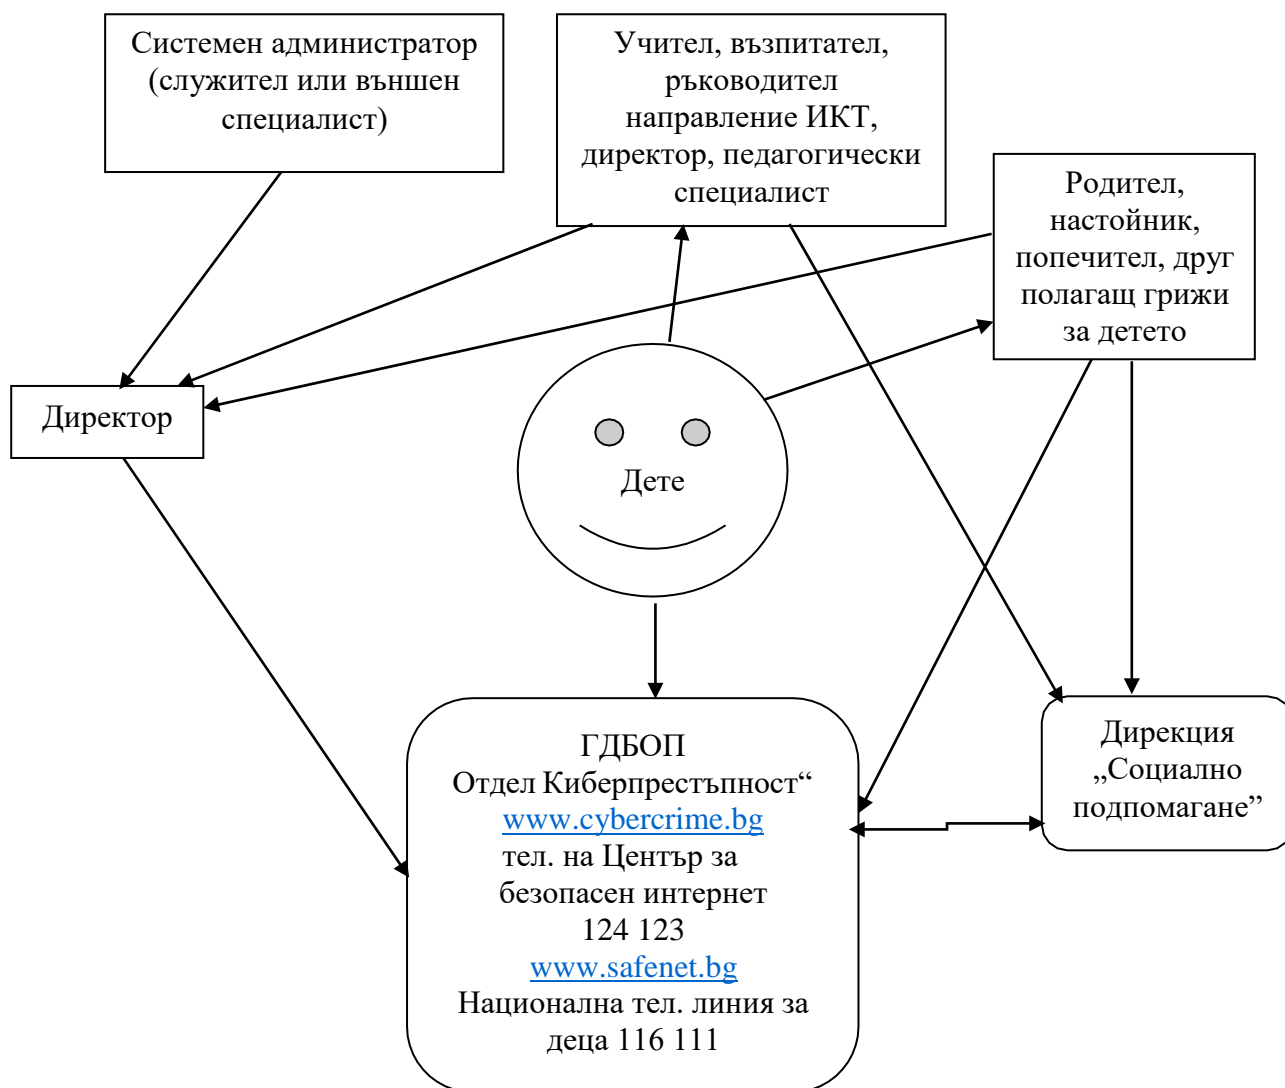 Системен администратор
(служител или външен
специалист)
Учител, възпитател,
ръководител
направление ИКТ,
директор, педагогически
специалист
Родител,
настойник,
попечител, друг
полагащ грижи
за детето
Директор
Дете
ГДБОП
Отдел Киберпрестъпност“
www.cybercrime.bg
тел. на Център за
безопасен интернет
124 123
www.safenet.bg
Национална тел. линия за
деца 116 111
Дирекция
„Социално
подпомагане”